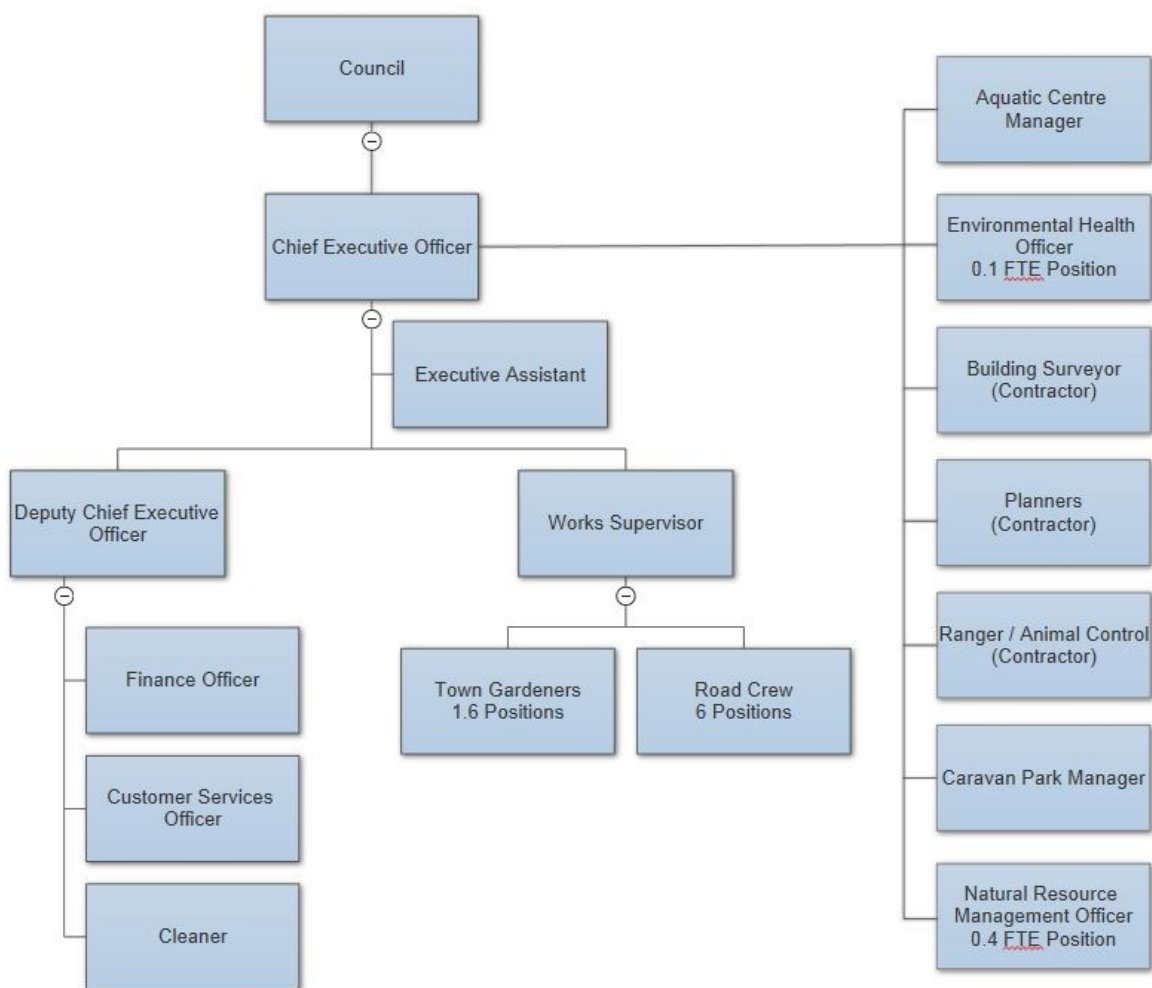 Council
Chief Executive Officer
Executive Assistant
Deputy Chief Executive
Officer
Works Supervisor
Finance Officer
Customer Services
Officer
Cleaner
Town Gardeners
1.6 Positions
Road Crew
6 Positions
Aquatic Centre
Manager
Environmental Health
Officer
0.1 FTE Position
Building Surveyor
(Contractor)
Planners
(Contractor)
Ranger / Animal Control
(Contractor)
Caravan Park Manager
Natural Resource
Management Officer
0.4 FTE Position